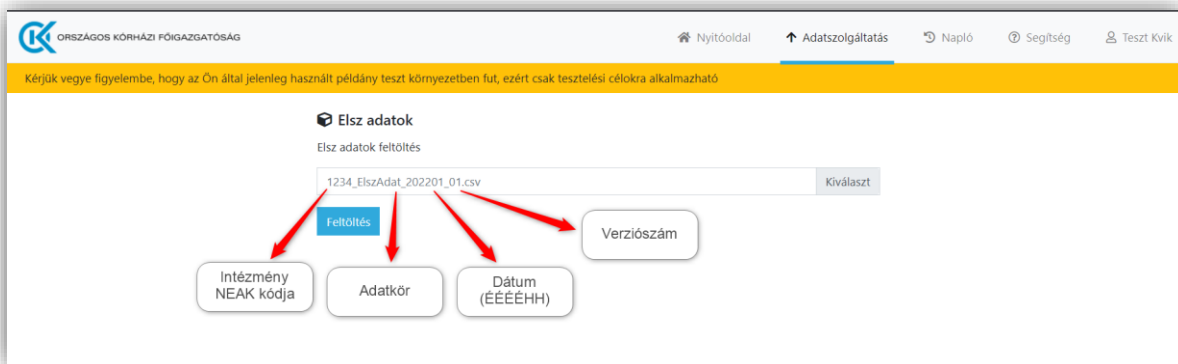 ORSZÁGOS KÓRHÁZI FŐIGAZGATÓSÁG
Nyitóoldal
Adatszolgáltatás
Napló
Segítség
Teszt Kvik
Kérjük vegye figyelembe, hogy az Ön által jelenleg használt példány teszt környezetben fut, ezért csak tesztelési célokra alkalmazható
Elsz adatok
Elsz adatok feltöltés
1234_ElszAdat_202201_01.csv
Kiválaszt
Feltöltés
Verziószám
Intézmény
NEAK kódja
Adatkör
Dátum
(ÉÉÉÉHH)